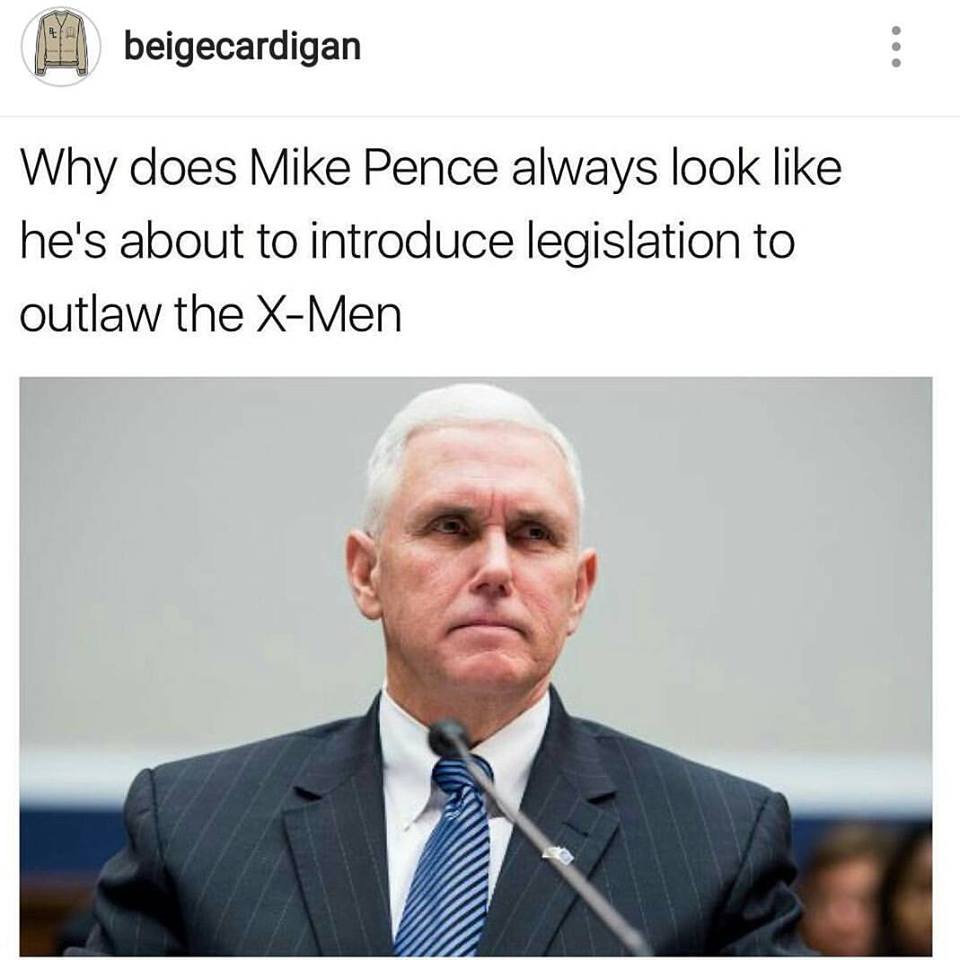 beigecardigan
Why does Mike Pence always look like
he's about to introduce legislation to
outlaw the X-Men